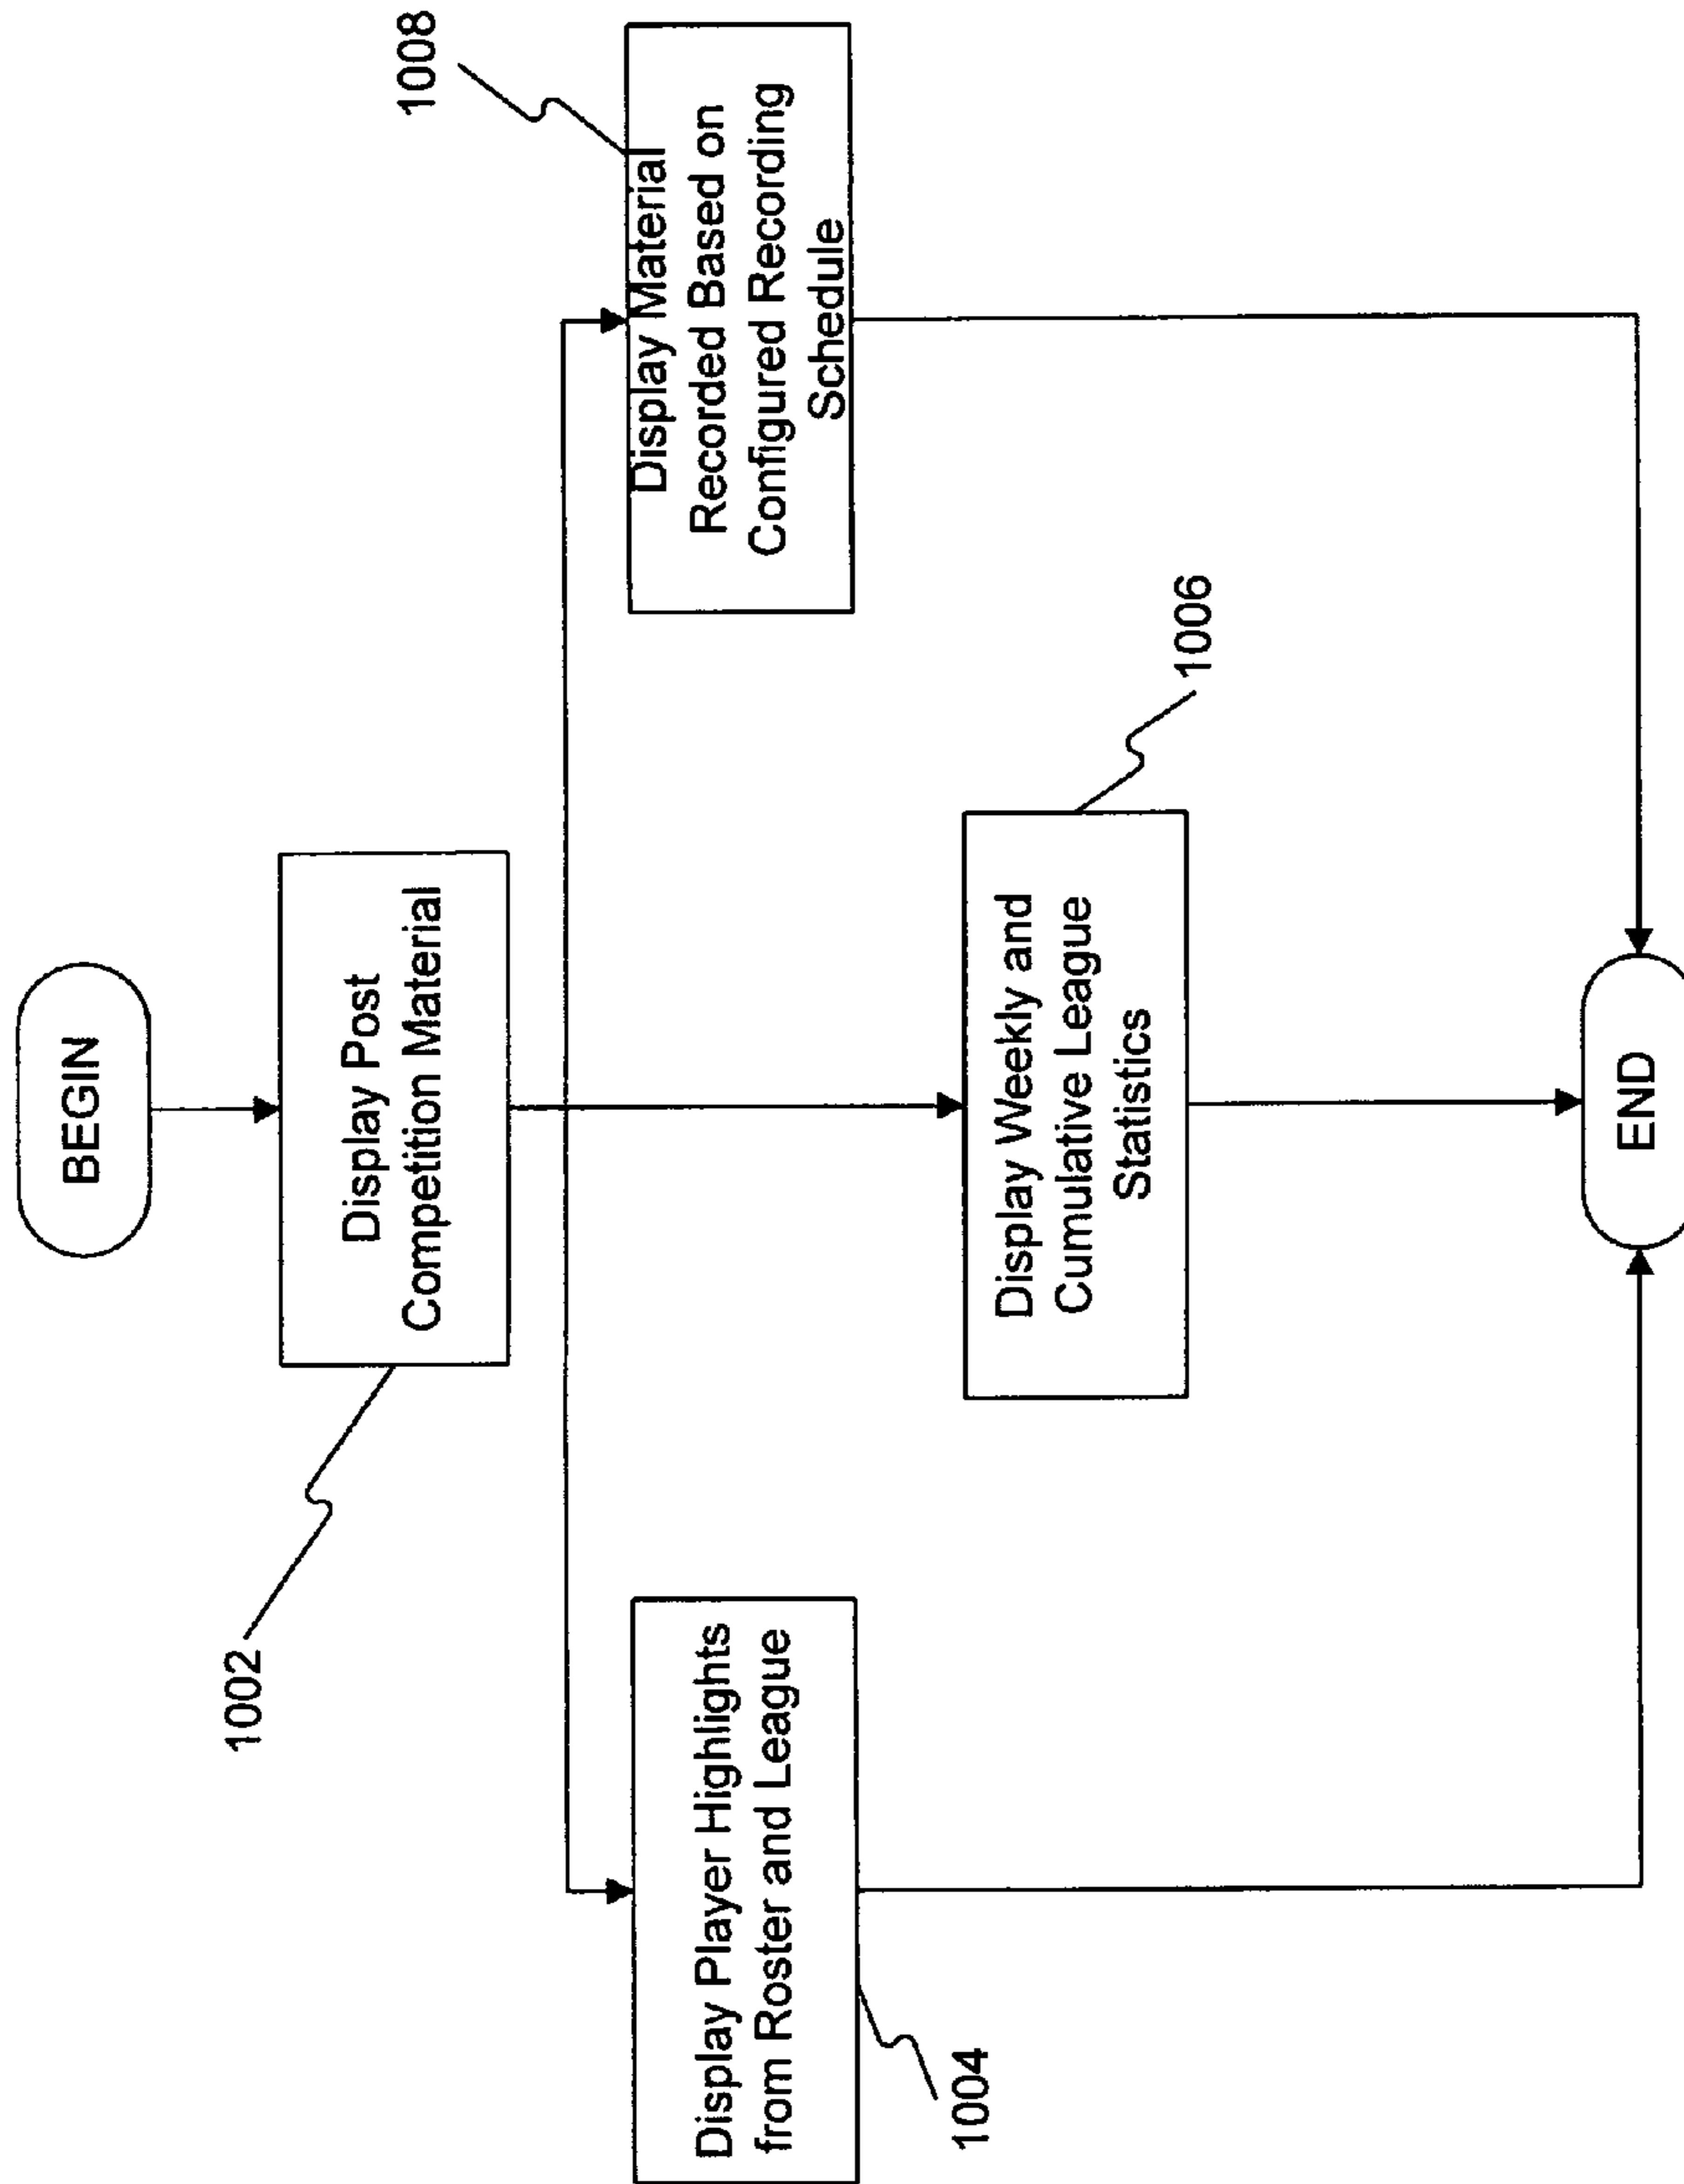 BEGIN
Display Post
Competition Material
1002
Display Player Highlights
from Roster and League
1004
Display Weekly and
Cumulative League
Statistics
1006
Display Material
Recorded Based on
Configured Recording
Schedule
1008
END